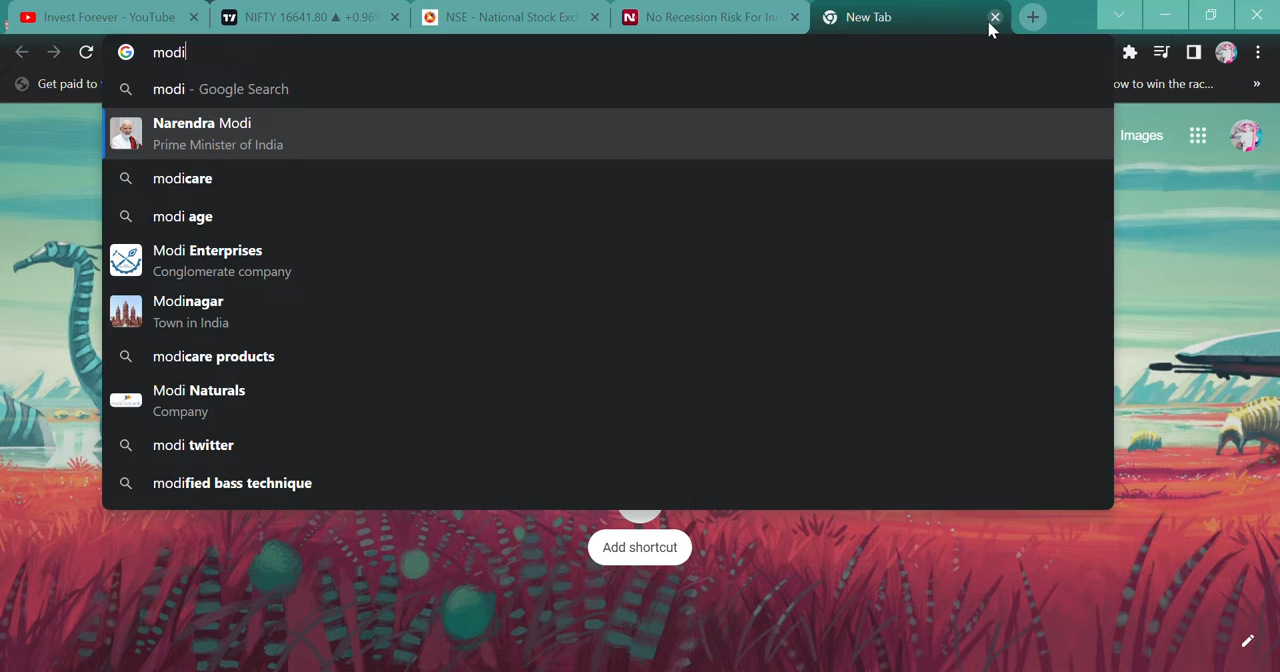 Invest Forever - YouTube
NIFTY 16641.80 ▲ +0.96%
NSE - National Stock Exc
No Recession Risk For In
New Tab
modi
Get paid to
ow to win the rac...
»
modi - Google Search
Narendra Modi
Prime Minister of India
Images
modicare
modi age
Modi Enterprises
Conglomerate company
Modinagar
Town in India
modicare products
Modi Naturals
Company
modi twitter
modified bass technique
Add shortcut